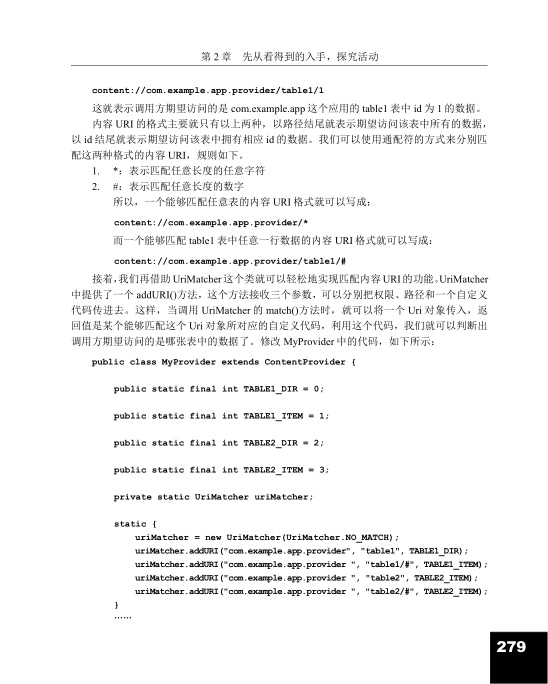 第 2 章 先从看得到的入手，探究活动
content://com.example.app.provider/table1/1
这就表示调用方期望访问的是 com.example.app 这个应用的 table1 表中 id 为 1 的数据。
内容 URI 的格式主要就只有以上两种，以路径结尾就表示期望访问该表中所有的数据，
以 id 结尾就表示期望访问该表中拥有相应 id 的数据。我们可以使用通配符的方式来分别匹
配这两种格式的内容 URI，规则如下。
1. *：表示匹配任意长度的任意字符
2. #：表示匹配任意长度的数字
所以，一个能够匹配任意表的内容 URI 格式就可以写成：
content://com.example.app.provider/*
而一个能够匹配 table1 表中任意一行数据的内容 URI 格式就可以写成：
content://com.example.app.provider/table1/#
接着，我们再借助 UriMatcher 这个类就可以轻松地实现匹配内容 URI 的功能。UriMatcher
中提供了一个 addURI()方法，这个方法接收三个参数，可以分别把权限、路径和一个自定义
代码传进去。这样，当调用 UriMatcher 的 match()方法时，就可以将一个 Uri 对象传入，返
回值是某个能够匹配这个 Uri 对象所对应的自定义代码，利用这个代码，我们就可以判断出
调用方期望访问的是哪张表中的数据了。修改 MyProvider 中的代码，如下所示：
public class MyProvider extends ContentProvider {
public static final int TABLE1_DIR = 0;
public static final int TABLE1_ITEM = 1;
public static final int TABLE2_DIR = 2;
public static final int TABLE2_ITEM = 3;
private static UriMatcher uriMatcher;
static {
uriMatcher = new UriMatcher(UriMatcher.NO_MATCH);
uriMatcher.addURI("com.example.app.provider", "table1", TABLE1_DIR);
uriMatcher.addURI("com.example.app.provider ", "table1/#", TABLE1_ITEM);
uriMatcher.addURI("com.example.app.provider ", "table2", TABLE2_ITEM);
uriMatcher.addURI("com.example.app.provider ", "table2/#", TABLE2_ITEM);
}
……
279